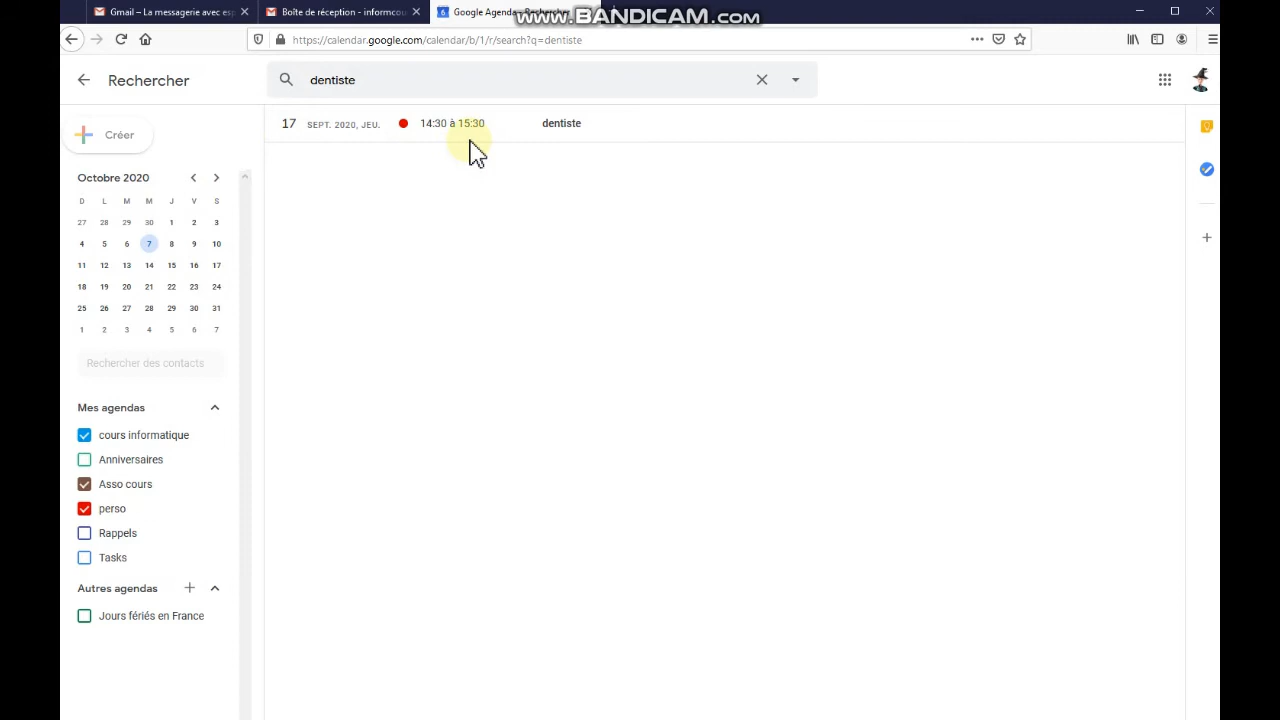 Gmail – La messagerie avec esp
Boîte de réception - informcou
6 Google Agenda - Recherche
www.BANDICAM.com
https://calendar.google.com/calendar/b/1/r/search?q=dentiste
Rechercher
dentiste
17 SEPT. 2020, JEU. 14:30 à 15:30 dentiste
Créer
Octobre 2020
D L M M J V S
27 28 29 30 1 2 3
4 5 6 7 8 9 10
11 12 13 14 15 16 17
18 19 20 21 22 23 24
25 26 27 28 29 30 31
1 2 3 4 5 6 7
Rechercher des contacts
Mes agendas
cours informatique
Anniversaires
Asso cours
perso
Rappels
Tasks
Autres agendas
Jours fériés en France